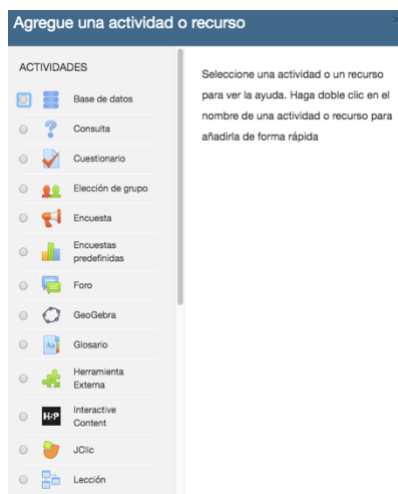 Agregue una actividad o recurso
ACTIVIDADES
Base de datos
Consulta
Cuestionario
Elección de grupo
Encuesta
Encuestas
predefinidas
Foro
GeoGebra
Aa
Glosario
Herramienta
Externa
H-P
Interactive
Content
JClic
Lección
Seleccione una actividad o un recurso
para ver la ayuda. Haga doble clic en el
nombre de una actividad o recurso para
añadirla de forma rápida